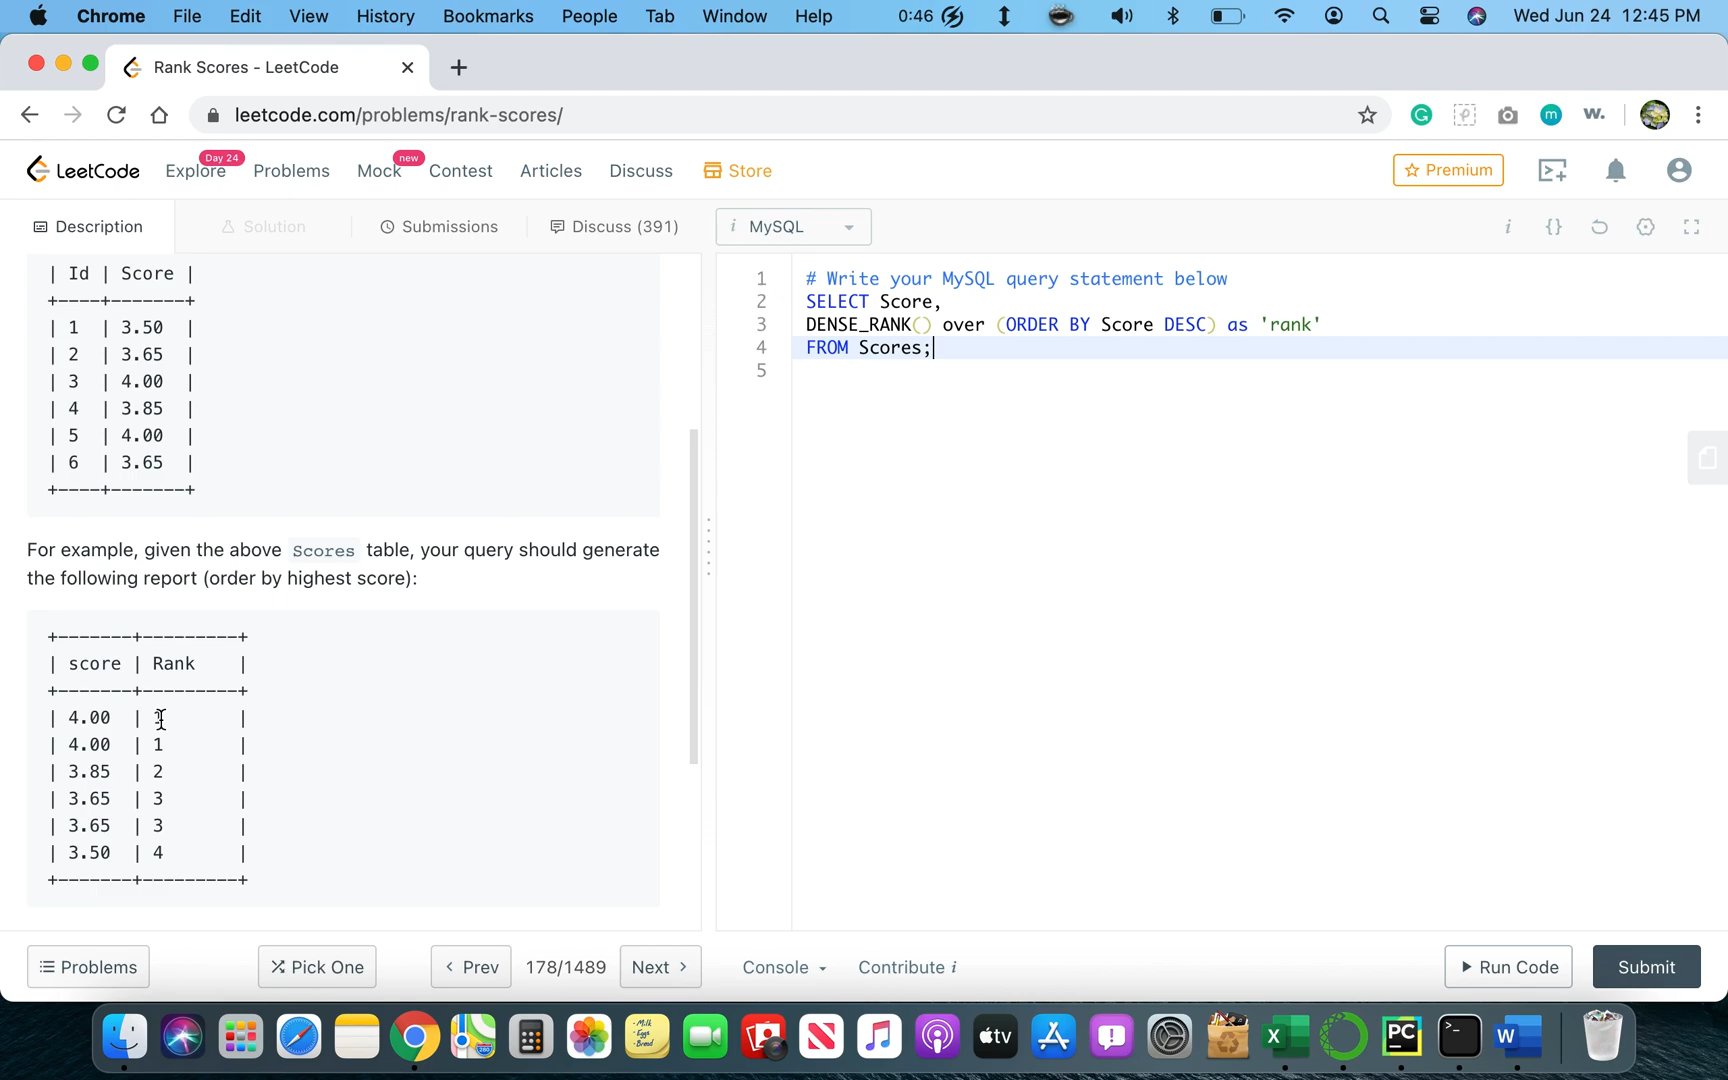 Chrome File Edit View History Bookmarks People Tab Window Help 0:46 Wed Jun 24 12:45 PM
Rank Scores - LeetCode
leetcode.com/problems/rank-scores/
LeetCode Explore Day 24 Problems Mock new Contest Articles Discuss Store Premium
Description Solution Submissions Discuss (391) i MySQL
| Id | Score |
+----+-------+
| 1 | 3.50 |
| 2 | 3.65 |
| 3 | 4.00 |
| 4 | 3.85 |
| 5 | 4.00 |
| 6 | 3.65 |
+----+-------+
For example, given the above Scores table, your query should generate
the following report (order by highest score):
+-------+---------+
| score | Rank |
+-------+---------+
| 4.00 | |
| 4.00 | 1 |
| 3.85 | 2 |
| 3.65 | 3 |
| 3.65 | 3 |
| 3.50 | 4 |
+-------+---------+
1 # Write your MySQL query statement below
2 SELECT Score,
3 DENSE_RANK() over (ORDER BY Score DESC) as 'rank'
4 FROM Scores;
5
Problems Pick One < Prev 178/1489 Next > Console Contribute i Run Code Submit
tv
PC
W